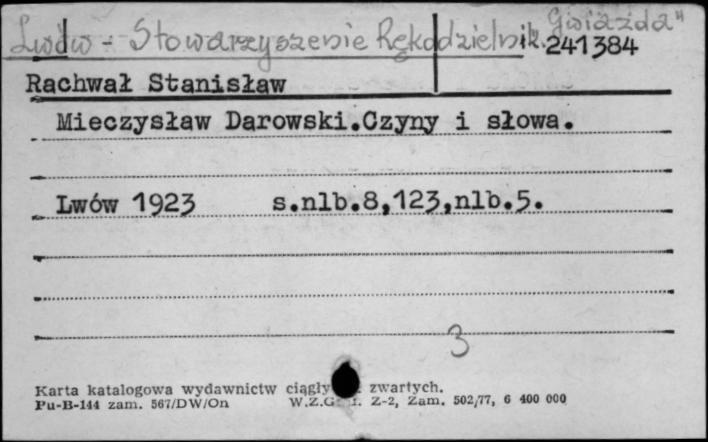 Lwów - Stowarzyszenie Rękodzielnik. Gwiazda"
241384
Rachwał Stanisław
Mieczysław Darowski.Czyny i słowa.
Lwów 1923 s.nlb.8,123,nlb.5.
3
Karta katalogowa wydawnictw ciągły zwartych.
Pu-B-144 zam. 567/DW/On W.Z.G. Z-2, Zam. 502/77, 6 400 000